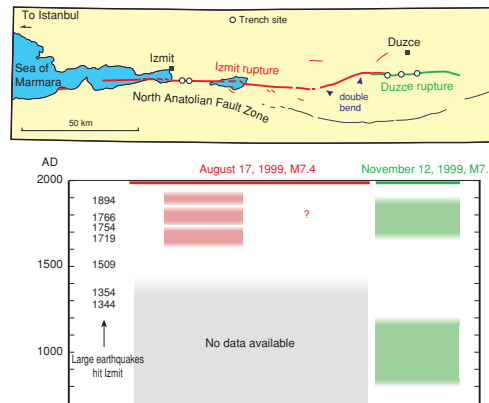 To Istanbul
Trench site
Duzce
Izmit
Sea of
Marmara
Izmit rupture
Duzce rupture
North Anatolian Fault Zone
double
bend
50 km
AD
August 17, 1999, M7.4
November 12, 1999, M7.
2000
1894
1766
1754
1719
?
1500
1509
1354
1344
No data available
Large earthquakes
hit Izmit
1000